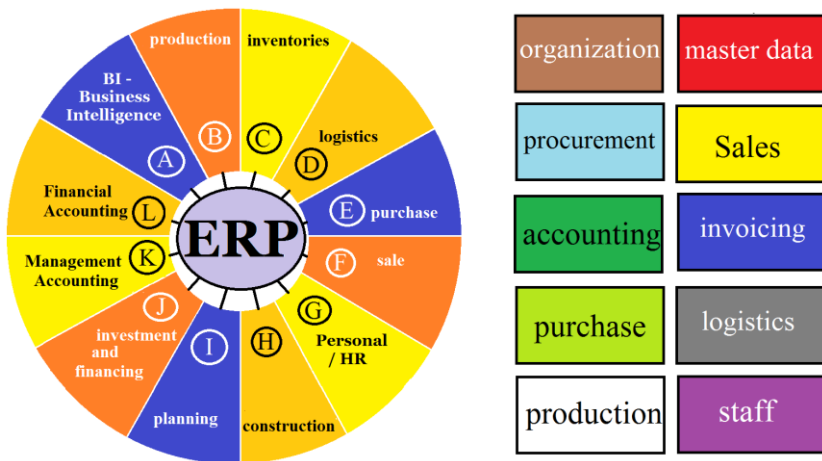 production
B
inventories
C
logistics
D
E
purchase
F
sale
G
Personal
/ HR
H
construction
I
planning
J
investment
and
financing
K
Management
Accounting
L
Financial
Accounting
A
BI -
Business
Intelligence
ERP
organization
master data
procurement
Sales
accounting
invoicing
purchase
logistics
production
staff